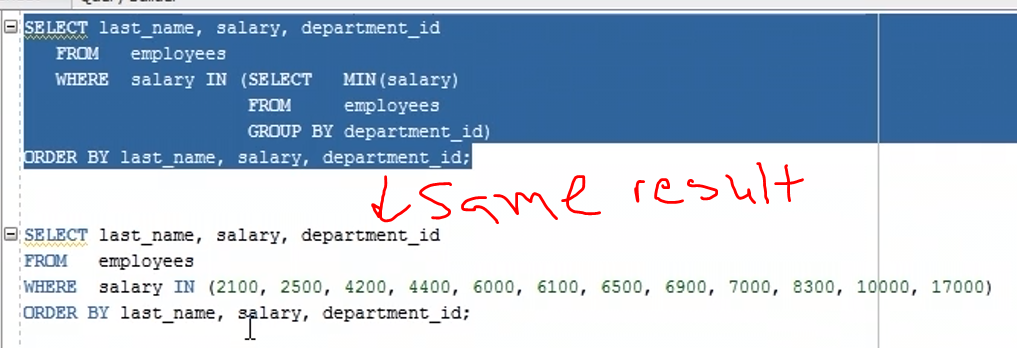 SELECT last_name, salary, department_id
FROM employees
WHERE salary IN (SELECT MIN(salary)
FROM employees
GROUP BY department_id)
ORDER BY last_name, salary, department_id;
same result
SELECT last_name, salary, department_id
FROM employees
WHERE salary IN (2100, 2500, 4200, 4400, 6000, 6100, 6500, 6900, 7000, 8300, 10000, 17000)
ORDER BY last_name, salary, department_id;